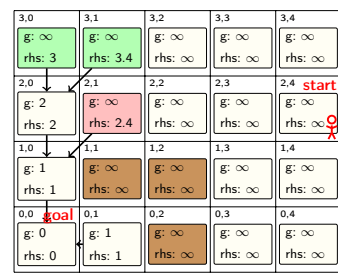 3,0 3,1 3,2 3,3 3,4
g: ∞ g: ∞ g: ∞ g: ∞ g: ∞
rhs: 3 rhs: 3.4 rhs: ∞ rhs: ∞ rhs: ∞
2,0 2,1 2,2 2,3 2,4 start
g: 2 g: ∞ g: ∞ g: ∞ g: ∞
rhs: 2 rhs: 2.4 rhs: ∞ rhs: ∞ rhs: ∞
1,0 1,1 1,2 1,3 1,4
g: 1 g: ∞ g: ∞ g: ∞ g: ∞
rhs: 1 rhs: ∞ rhs: ∞ rhs: ∞ rhs: ∞
0,0 goal 0,1 0,2 0,3 0,4
g: 0 g: 1 g: ∞ g: ∞ g: ∞
rhs: 0 rhs: 1 rhs: ∞ rhs: ∞ rhs: ∞